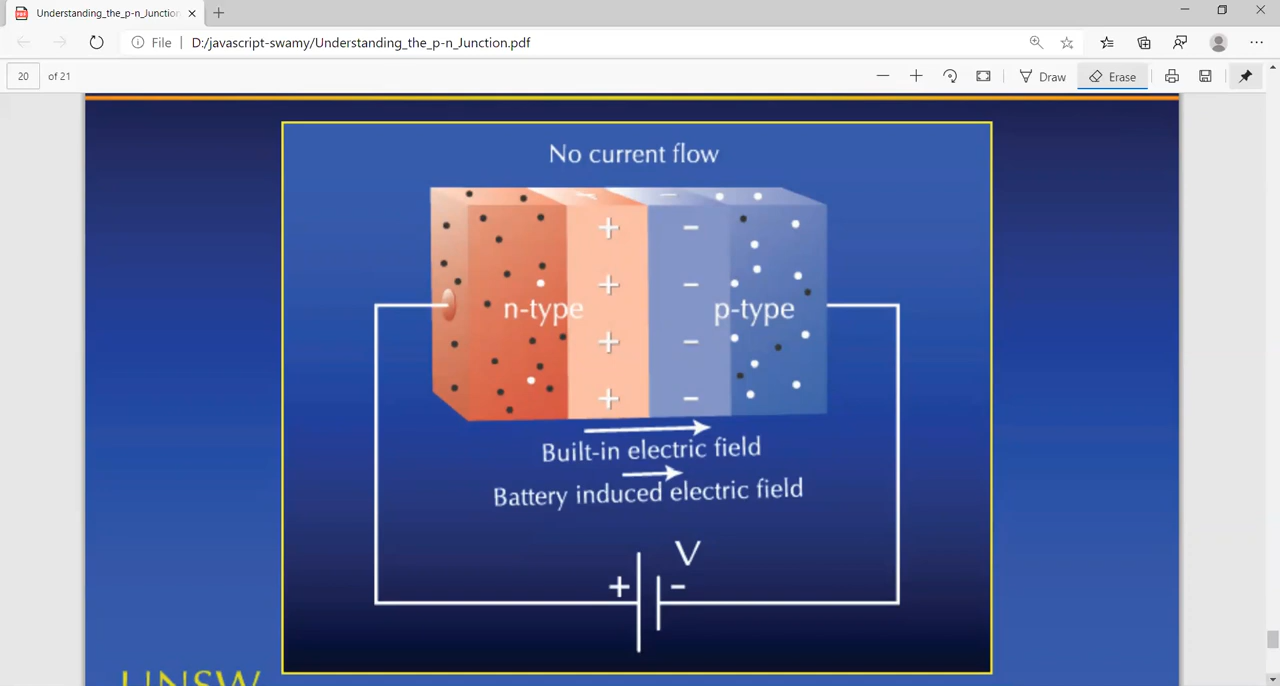 Understanding_the_p-n_Junction
File
D:/javascript-swamy/Understanding_the_p-n_Junction.pdf
20 of 21
Draw
Erase
No current flow
+ −
+ −
n-type
p-type
+ −
+ −
Built-in electric field
Battery induced electric field
V
+ −
UNSW